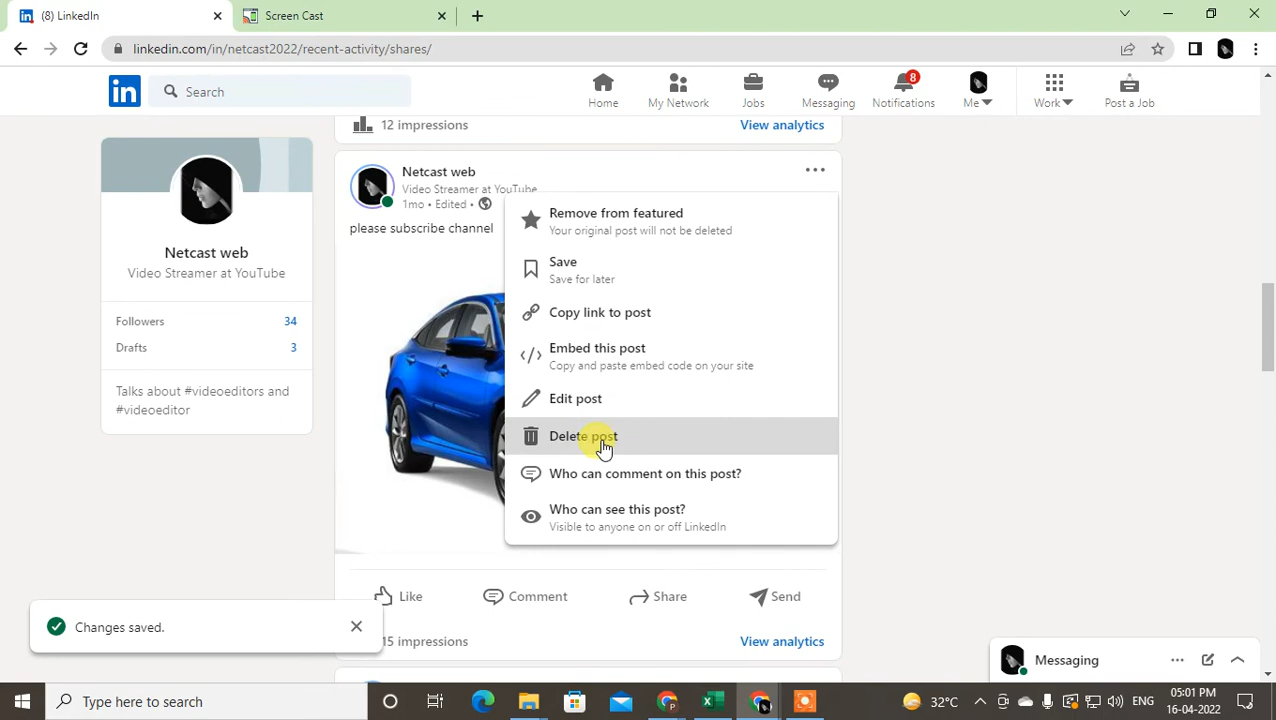 (8) LinkedIn
Screen Cast
linkedin.com/in/netcast2022/recent-activity/shares/
in
Search
Home
My Network
Jobs
Messaging
8
Notifications
Me
Work
Post a Job
12 impressions
View analytics
Netcast web
Video Streamer at YouTube
Followers 34
Drafts 3
Talks about #videoeditors and
#videoeditor
Netcast web
Video Streamer at YouTube
1mo • Edited •
please subscribe channel
Remove from featured
Your original post will not be deleted
Save
Save for later
Copy link to post
Embed this post
Copy and paste embed code on your site
Edit post
Delete post
Who can comment on this post?
Who can see this post?
Visible to anyone on or off LinkedIn
Like
Comment
Share
Send
15 impressions
View analytics
Changes saved.
Messaging
Type here to search
32°C
ENG
05:01 PM
16-04-2022